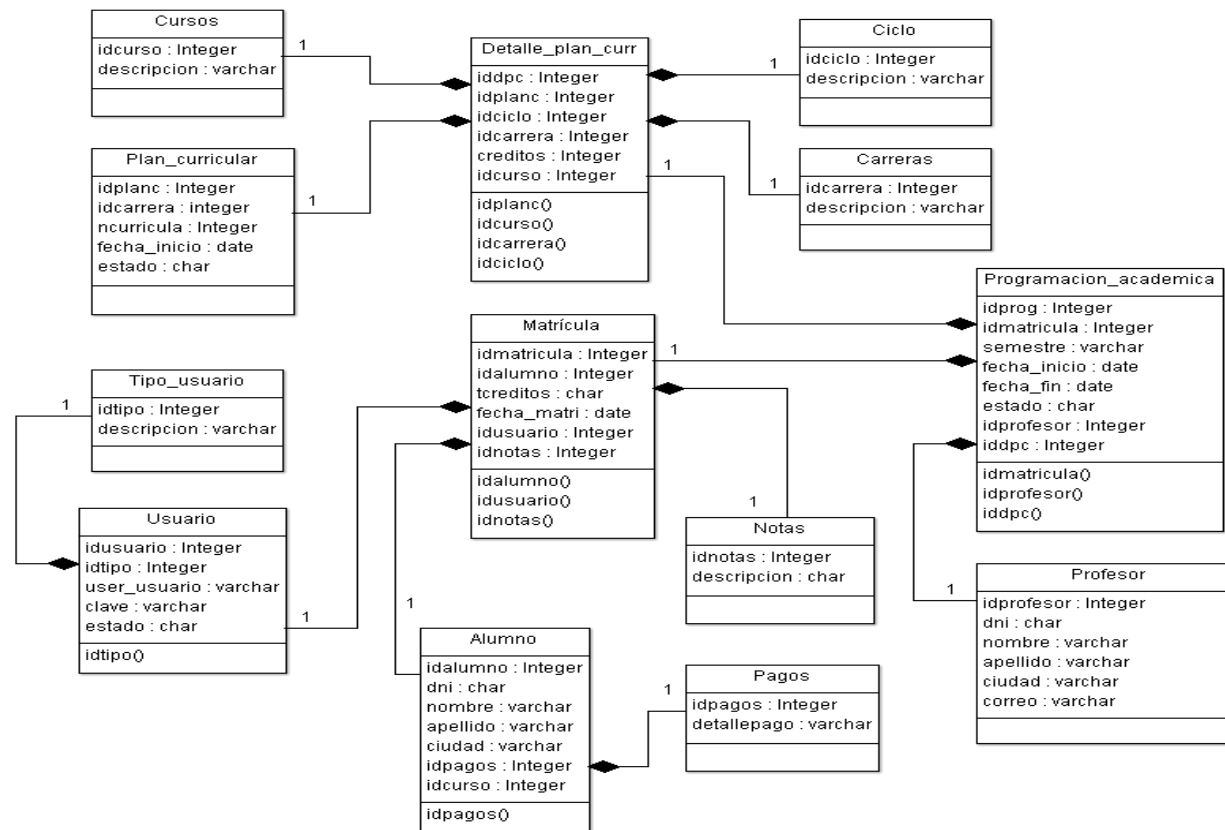 Cursos
idcurso : Integer
descripcion : varchar
1
Detalle_plan_curr
iddpc : Integer
idplanc : Integer
idciclo : Integer
idcarrera : Integer
creditos : Integer
idcurso : Integer
idplanc()
idcurso()
idcarrera()
idciclo()
Ciclo
idciclo : Integer
descripcion : varchar
1
Plan_curricular
idplanc : Integer
idcarrera : integer
ncurricula : Integer
fecha_inicio : date
estado : char
1
Carreras
idcarrera : Integer
descripcion : varchar
1
1
Programacion_academica
idprog : Integer
idmatricula : Integer
semestre : varchar
fecha_inicio : date
fecha_fin : date
estado : char
idprofesor : Integer
iddpc : Integer
idmatricula()
idprofesor()
iddpc()
Matrícula
idmatricula : Integer
idalumno : Integer
tcreditos : char
fecha_matri : date
idusuario : Integer
idnotas : Integer
idalumno()
idusuario()
idnotas()
1
Tipo_usuario
idtipo : Integer
descripcion : varchar
1
Usuario
idusuario : Integer
idtipo : Integer
user_usuario : varchar
clave : varchar
estado : char
idtipo()
1
Notas
idnotas : Integer
descripcion : char
1
Profesor
idprofesor : Integer
dni : char
nombre : varchar
apellido : varchar
ciudad : varchar
correo : varchar
1
Alumno
idalumno : Integer
dni : char
nombre : varchar
apellido : varchar
ciudad : varchar
idpagos : Integer
idcurso : Integer
idpagos()
1
Pagos
idpagos : Integer
detallepago : varchar
1